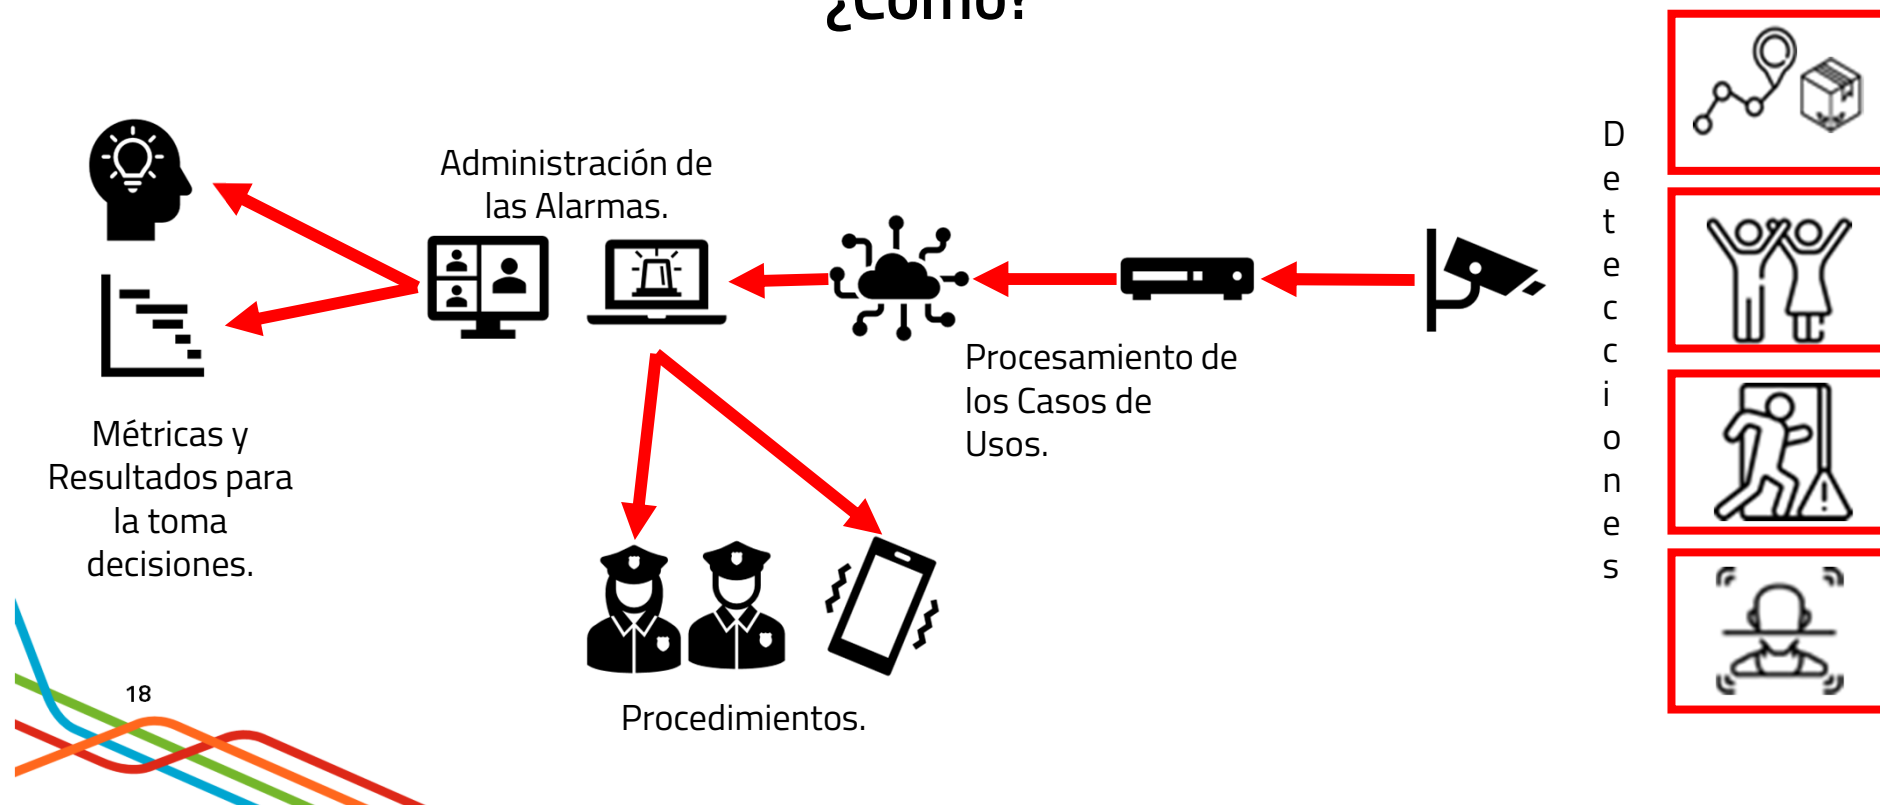 ¿Cómo?
Administración de
las Alarmas.
Procesamiento de
los Casos de
Usos.
Detecciones
Métricas y
Resultados para
la toma
decisiones.
Procedimientos.
18